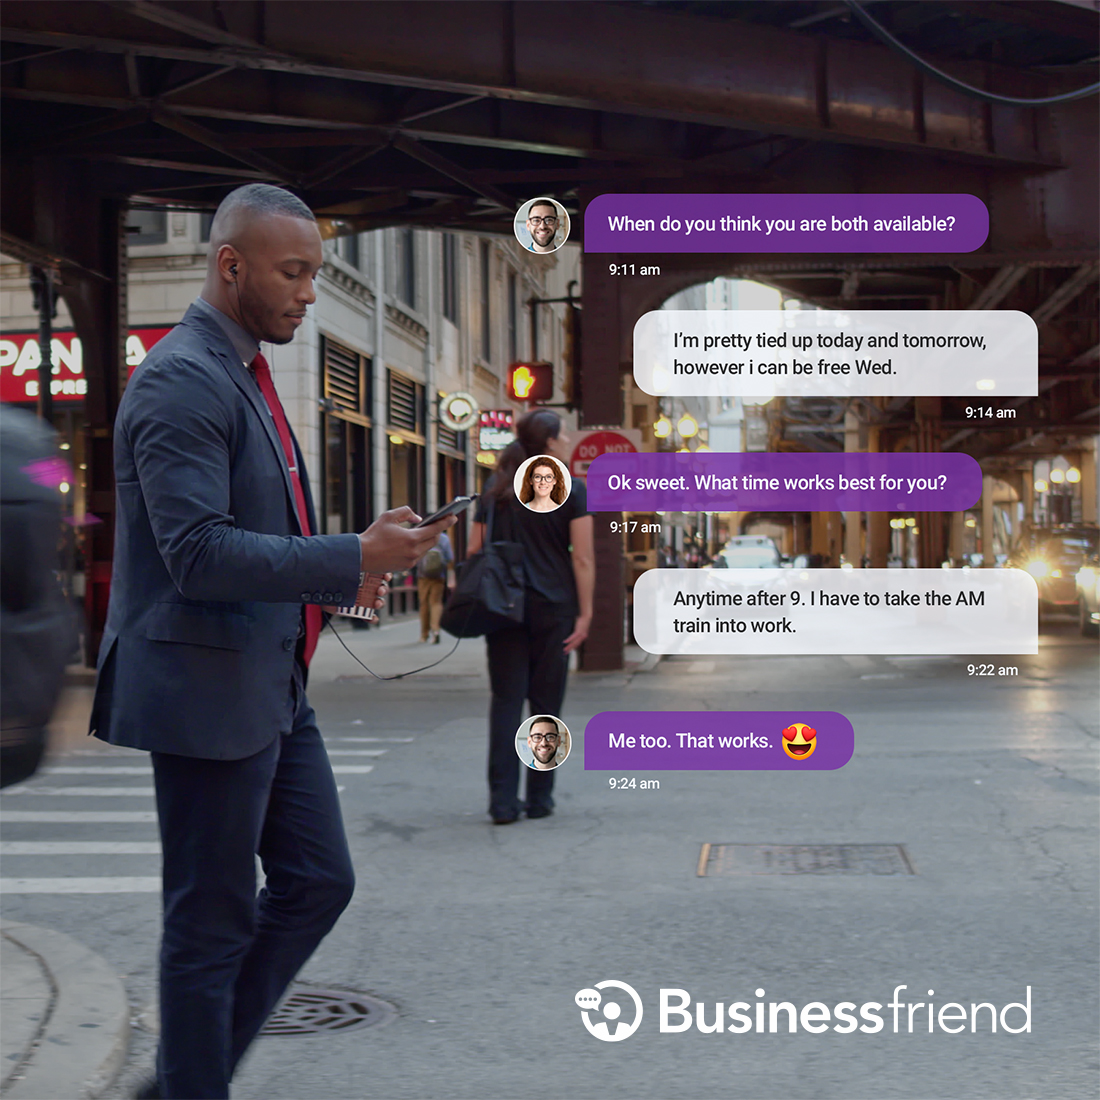 When do you think you are both available?
9:11 am
I'm pretty tied up today and tomorrow,
however i can be free Wed.
9:14 am
DO NOT
Ok sweet. What time works best for you?
9:17 am
Anytime after 9. I have to take the AM
train into work.
9:22 am
Me too. That works. 😍
9:24 am
Businessfriend